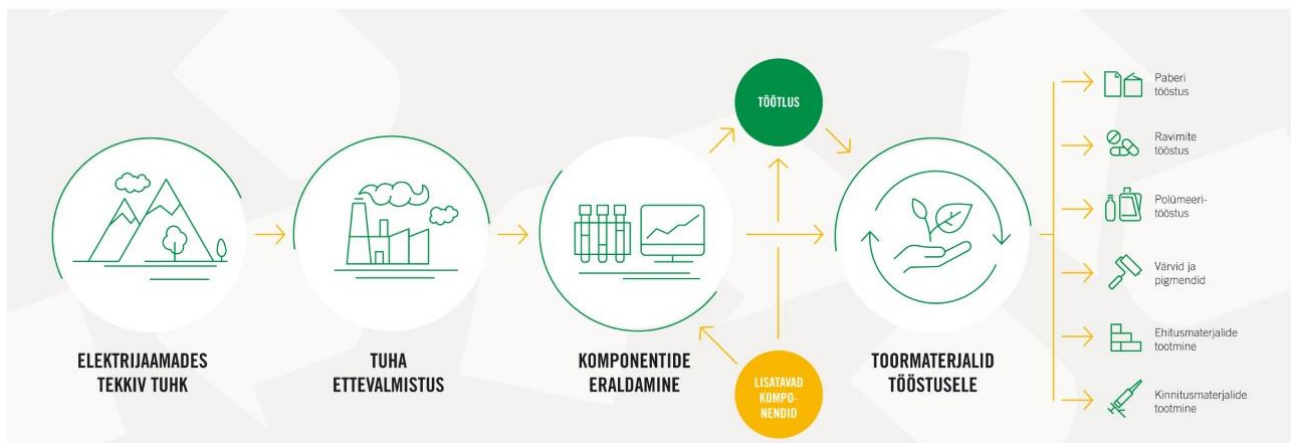 ELEKTRIJAAMADES
TEKKIV TUHK
TUHA
ETTEVALMISTUS
KOMPONENTIDE
ERALDAMINE
TÖÖTLUS
LISATAVAD
KOMPO-
NENDID
TOORMATERJALID
TÖÖSTUSELE
Paberi
tööstus
Ravimite
tööstus
Polümeeri-
tööstus
Värvid ja
pigmendid
Ehitusmaterjalide
tootmine
Kinnitusmaterjalide
tootmine